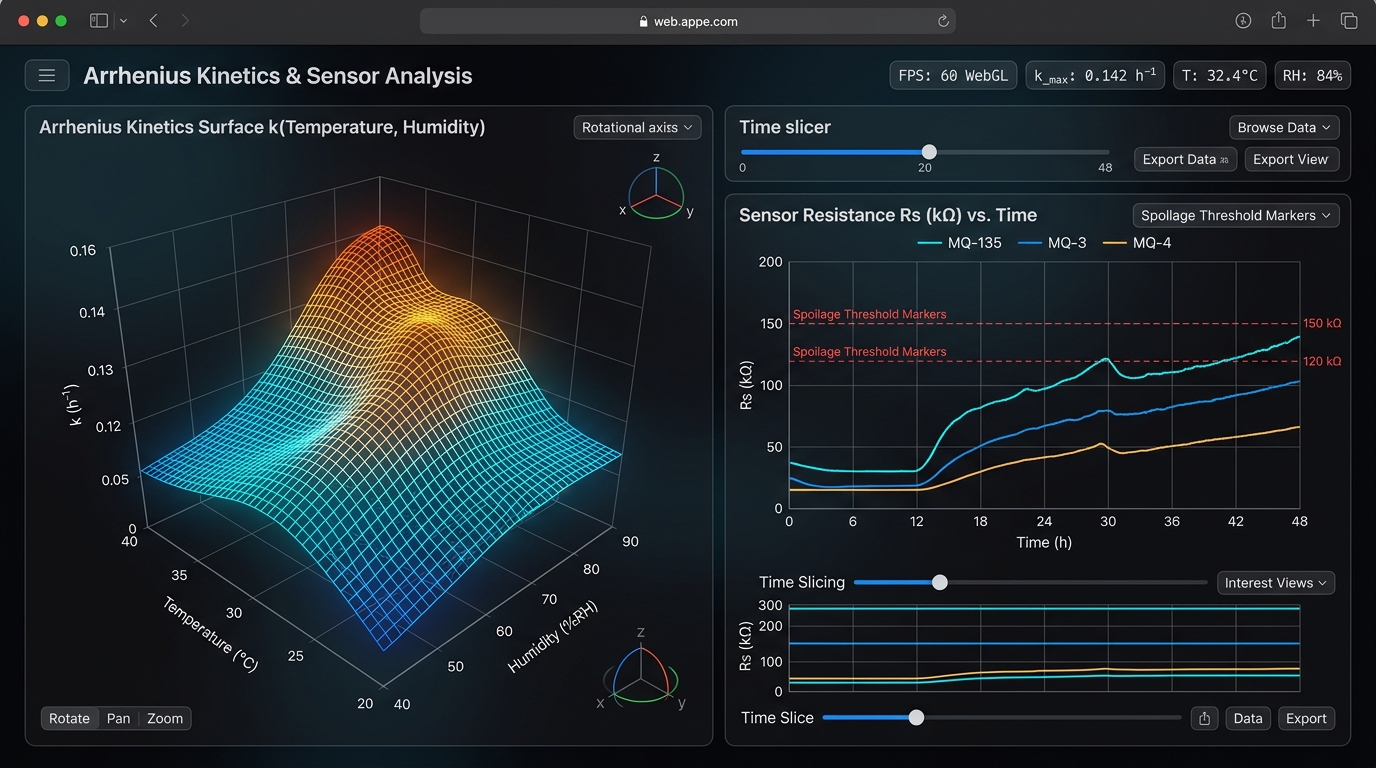 web.appe.com
Arrhenius Kinetics & Sensor Analysis
FPS: 60 WebGL
k_max: 0.142 h⁻¹
T: 32.4°C
RH: 84%
Arrhenius Kinetics Surface k(Temperature, Humidity)
Rotational axiss
z
x
y
0.16
0.14
0.13
0.12
0.05
0
k (h⁻¹)
40
35
30
25
20
Temperature (°C)
40
50
60
70
80
90
Humidity (%RH)
z
x
y
Rotate
Pan
Zoom
Time slicer
Browse Data
0
20
48
Export Data
Export View
Sensor Resistance Rs (kΩ) vs. Time
Spollage Threshold Markers
MQ-135
MQ-3
MQ-4
200
150
100
50
0
Rs (kΩ)
Spoilage Threshold Markers
150 kΩ
Spoilage Threshold Markers
120 kΩ
0
6
12
18
24
30
36
42
48
Time (h)
Time Slicing
Interest Views
300
200
100
0
Rs (kΩ)
Time Slice
Data
Export